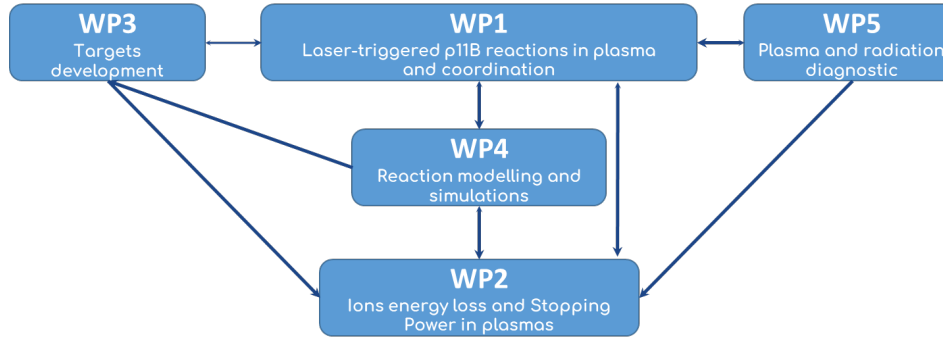 WP3
Targets
development
WP1
Laser-triggered p11B reactions in plasma
and coordination
WP5
Plasma and radiation
diagnostic
WP4
Reaction modelling and
simulations
WP2
Ions energy loss and Stopping
Power in plasmas